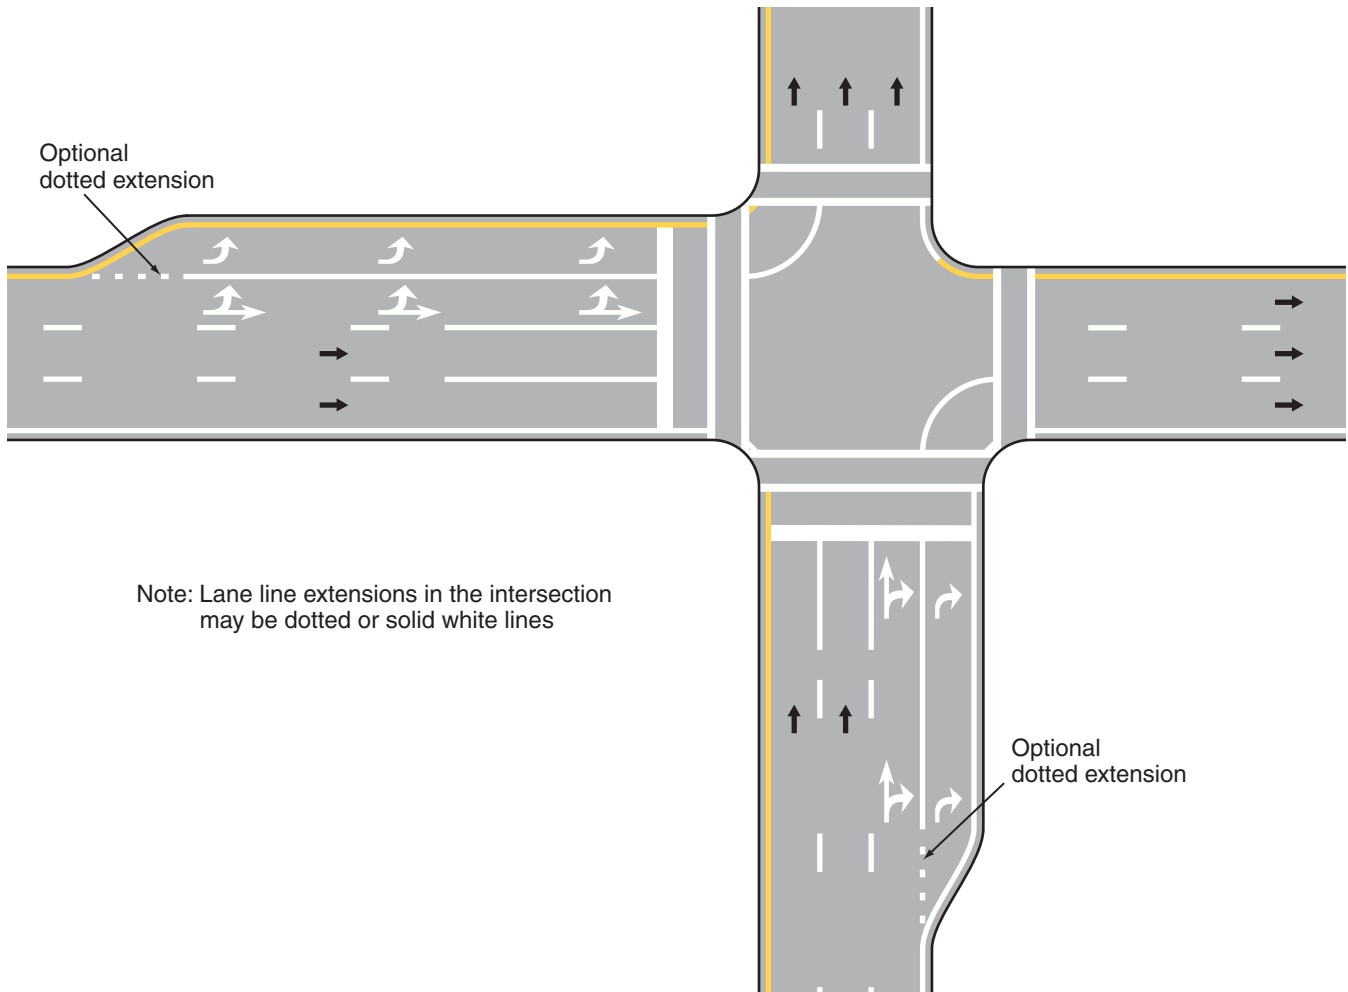 Optional
dotted extension
Note: Lane line extensions in the intersection
may be dotted or solid white lines
Optional
dotted extension